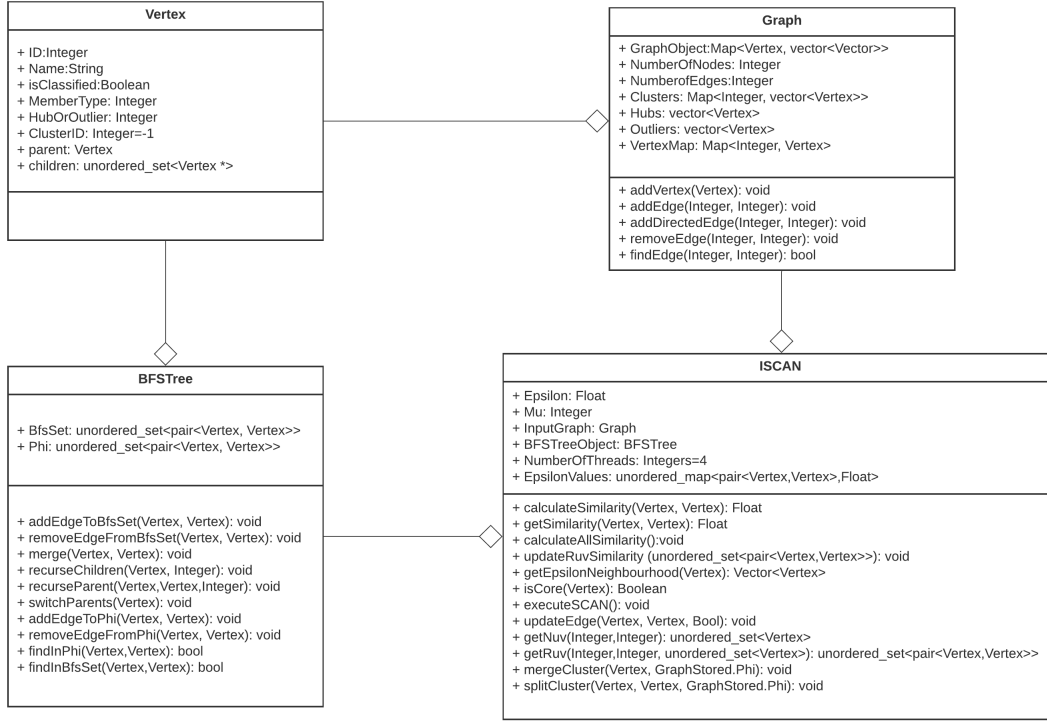 Vertex
+ ID:Integer
+ Name:String
+ isClassified:Boolean
+ MemberType: Integer
+ HubOrOutlier: Integer
+ ClusterID: Integer=-1
+ parent: Vertex
+ children: unordered_set<Vertex *>
Graph
+ GraphObject:Map<Vertex, vector<Vector>>
+ NumberOfNodes: Integer
+ NumberofEdges:Integer
+ Clusters: Map<Integer, vector<Vertex>>
+ Hubs: vector<Vertex>
+ Outliers: vector<Vertex>
+ VertexMap: Map<Integer, Vertex>
+ addVertex(Vertex): void
+ addEdge(Integer, Integer): void
+ addDirectedEdge(Integer, Integer): void
+ removeEdge(Integer, Integer): void
+ findEdge(Integer, Integer): bool
BFSTree
+ BfsSet: unordered_set<pair<Vertex, Vertex>>
+ Phi: unordered_set<pair<Vertex, Vertex>>
+ addEdgeToBfsSet(Vertex, Vertex): void
+ removeEdgeFromBfsSet(Vertex, Vertex): void
+ merge(Vertex, Vertex): void
+ recurseChildren(Vertex, Integer): void
+ recurseParent(Vertex,Vertex,Integer): void
+ switchParents(Vertex): void
+ addEdgeToPhi(Vertex, Vertex): void
+ removeEdgeFromPhi(Vertex, Vertex): void
+ findInPhi(Vertex,Vertex): bool
+ findInBfsSet(Vertex,Vertex): bool
ISCAN
+ Epsilon: Float
+ Mu: Integer
+ InputGraph: Graph
+ BFSTreeObject: BFSTree
+ NumberOfThreads: Integers=4
+ EpsilonValues: unordered_map<pair<Vertex,Vertex>,Float>
+ calculateSimilarity(Vertex, Vertex): Float
+ getSimilarity(Vertex, Vertex): Float
+ calculateAllSimilarity():void
+ updateRuvSimilarity (unordered_set<pair<Vertex,Vertex>>): void
+ getEpsilonNeighbourhood(Vertex): Vector<Vertex>
+ isCore(Vertex): Boolean
+ executeSCAN(): void
+ updateEdge(Vertex, Vertex, Bool): void
+ getNuv(Integer,Integer): unordered_set<Vertex>
+ getRuv(Integer,Integer, unordered_set<Vertex>): unordered_set<pair<Vertex,Vertex>>
+ mergeCluster(Vertex, GraphStored.Phi): void
+ splitCluster(Vertex, Vertex, GraphStored.Phi): void